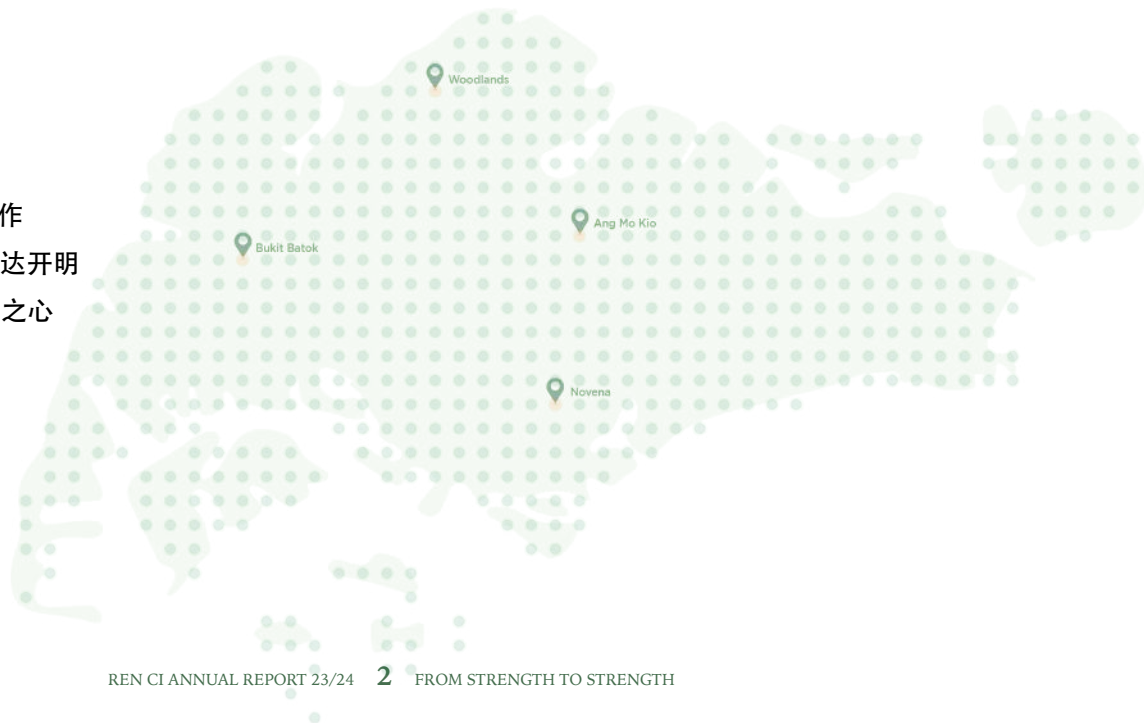 Woodlands
作
Ang Mo Kio
达开明
Bukit Batok
之心
Novena
REN CI ANNUAL REPORT 23/24 2 FROM STRENGTH TO STRENGTH